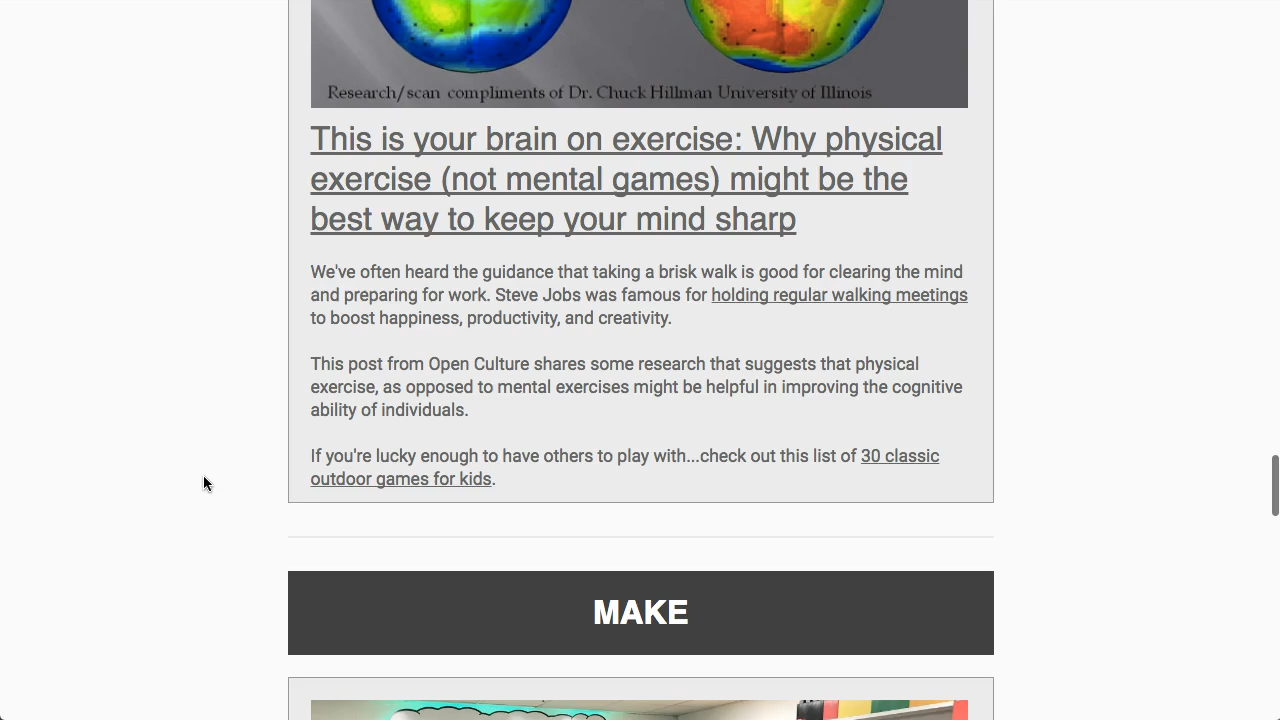 Research/scan compliments of Dr. Chuck Hillman University of Illinois
This is your brain on exercise: Why physical
exercise (not mental games) might be the
best way to keep your mind sharp
We've often heard the guidance that taking a brisk walk is good for clearing the mind
and preparing for work. Steve Jobs was famous for holding regular walking meetings
to boost happiness, productivity, and creativity.
This post from Open Culture shares some research that suggests that physical
exercise, as opposed to mental exercises might be helpful in improving the cognitive
ability of individuals.
If you're lucky enough to have others to play with...check out this list of 30 classic
outdoor games for kids.
MAKE